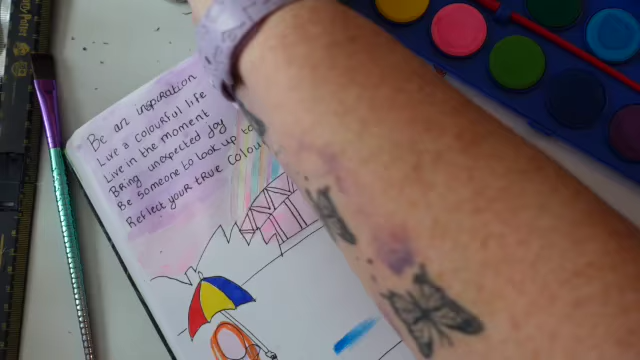 Be an inspiration
Live a colourful life
Live in the moment
Bring unexpected joy
Be someone to look up to
Reflect your true colou